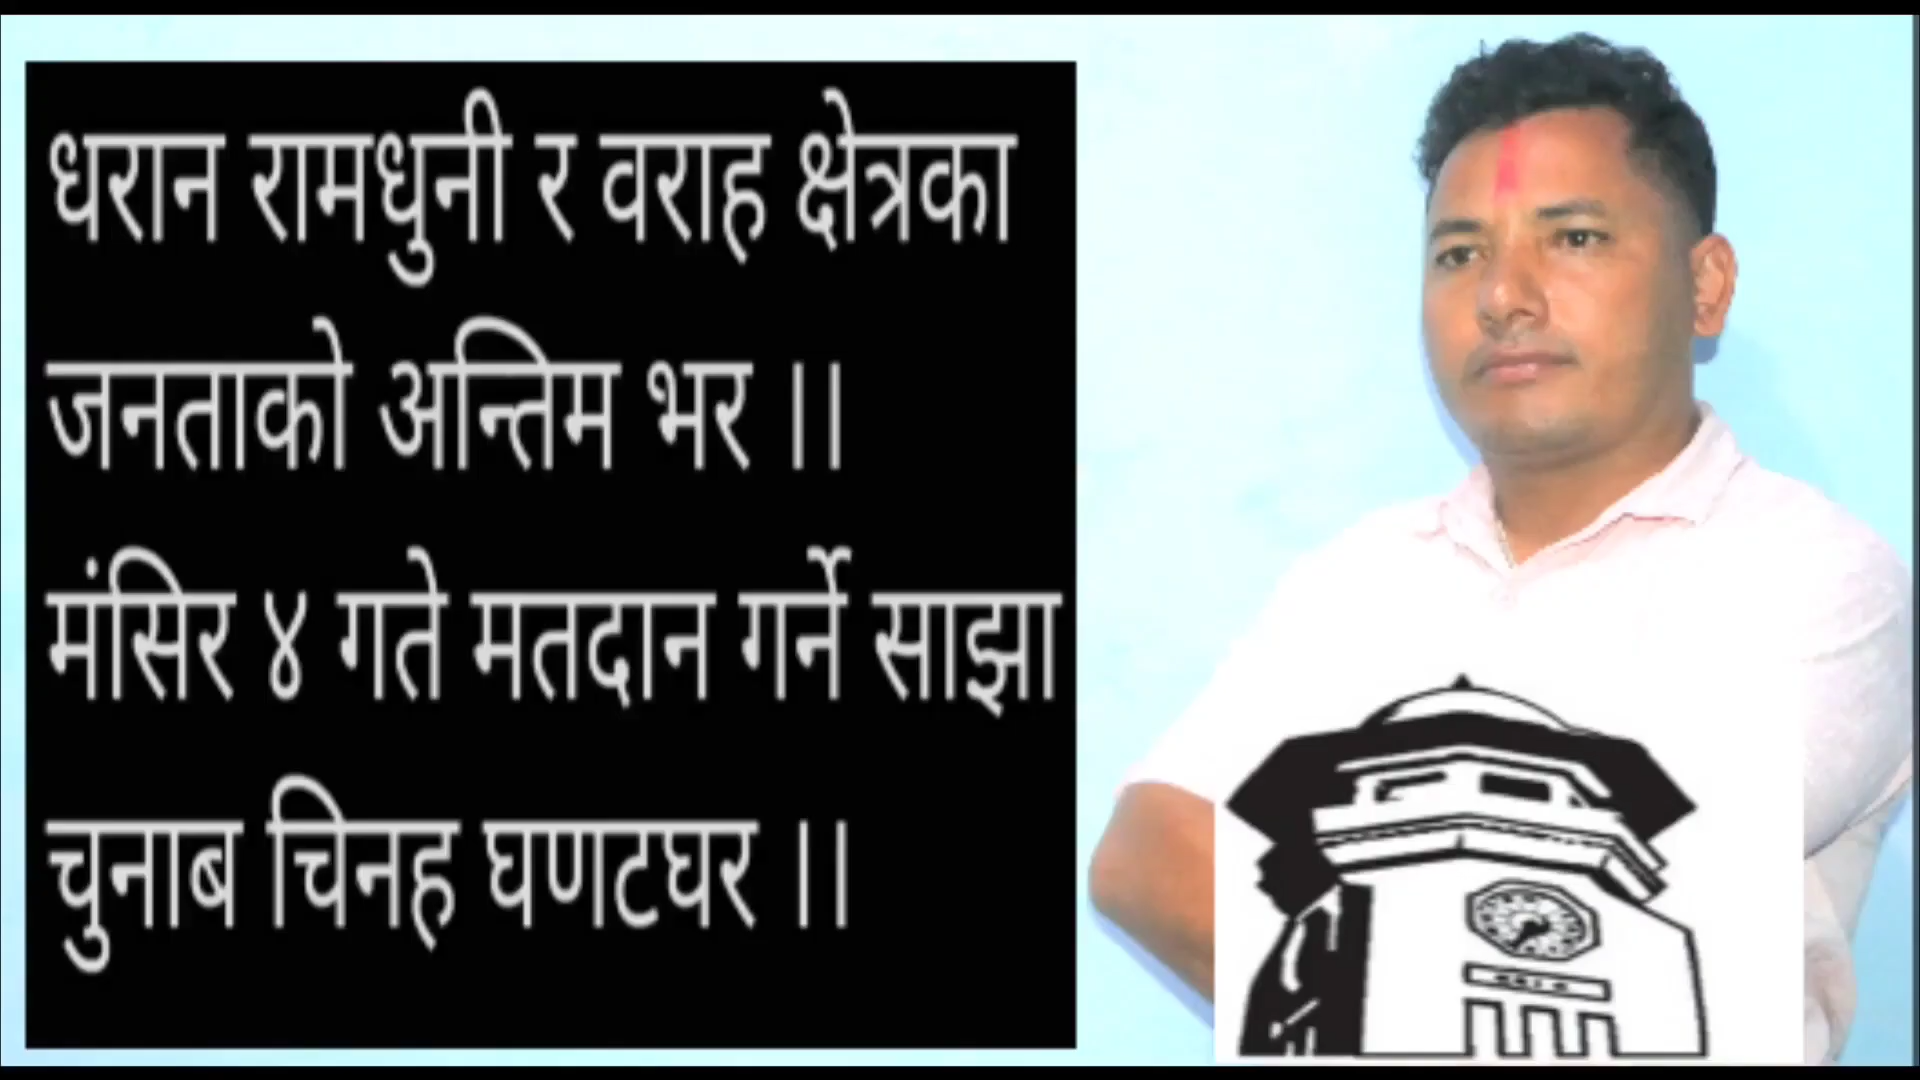 धरान रामधुनी र वराह क्षेत्रका
जनताको अन्तिम भर ।।
मंसिर ४ गते मतदान गर्ने साझा
चुनाब चिनह घणटघर ।।